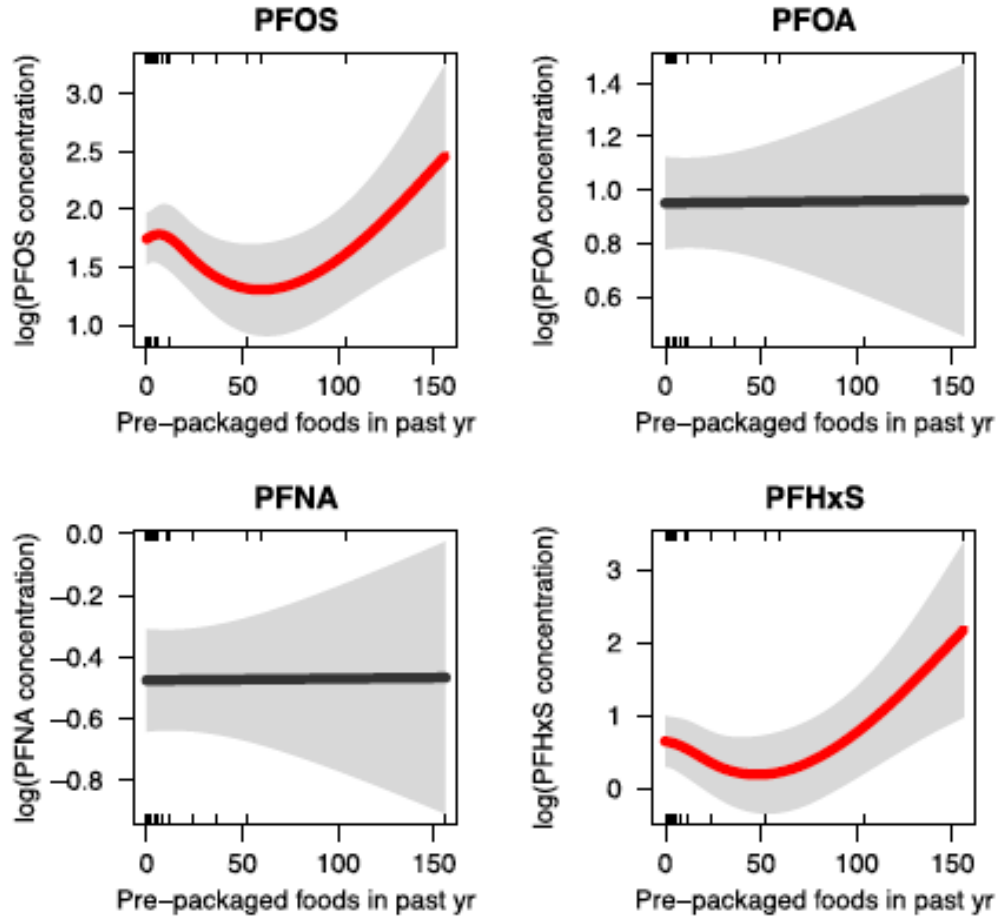 PFOS
log(PFOS concentration)
3.0
2.5
2.0
1.5
1.0
0 50 100 150
Pre−packaged foods in past yr
PFOA
log(PFOA concentration)
1.4
1.2
1.0
0.8
0.6
0 50 100 150
Pre−packaged foods in past yr
PFNA
log(PFNA concentration)
0.0
−0.2
−0.4
−0.6
−0.8
0 50 100 150
Pre−packaged foods in past yr
PFHxS
log(PFHxS concentration)
3
2
1
0
0 50 100 150
Pre−packaged foods in past yr